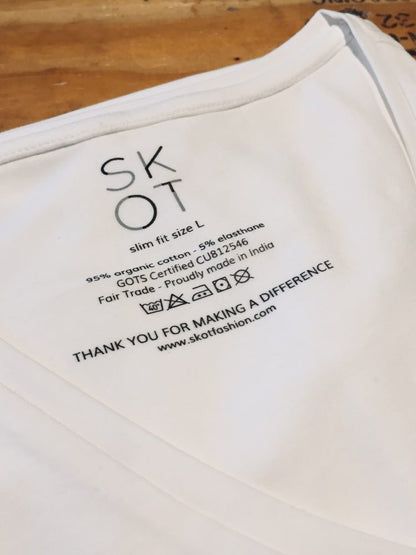 SK
OT
slim fit size L
95% organic cotton - 5% elasthane
GOTS Certified CU812546
Fair Trade - Proudly made in India
40°
THANK YOU FOR MAKING A DIFFERENCE
www.skotfashion.com